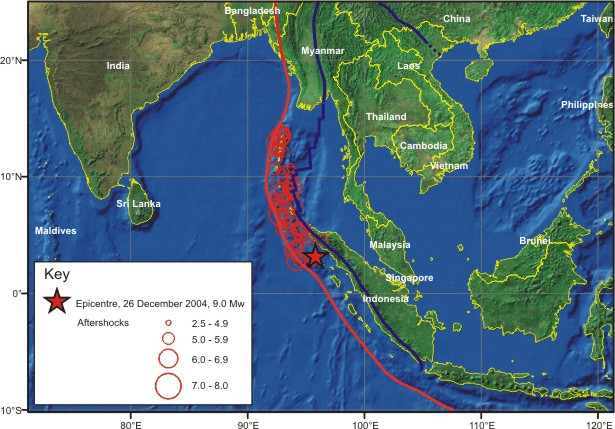 Bangladesh
China
Taiwan
Myanmar
20°N
India
Laos
Thailand
Philippines
Cambodia
Vietnam
10°N
Sri Lanka
Maldives
Malaysia
Brunei
Key
Singapore
0°
Indonesia
Epicentre, 26 December 2004, 9.0 Mw
Aftershocks
2.5 - 4.9
5.0 - 5.9
6.0 - 6.9
7.0 - 8.0
10°S
80°E
90°E
100°E
110°E
120°E